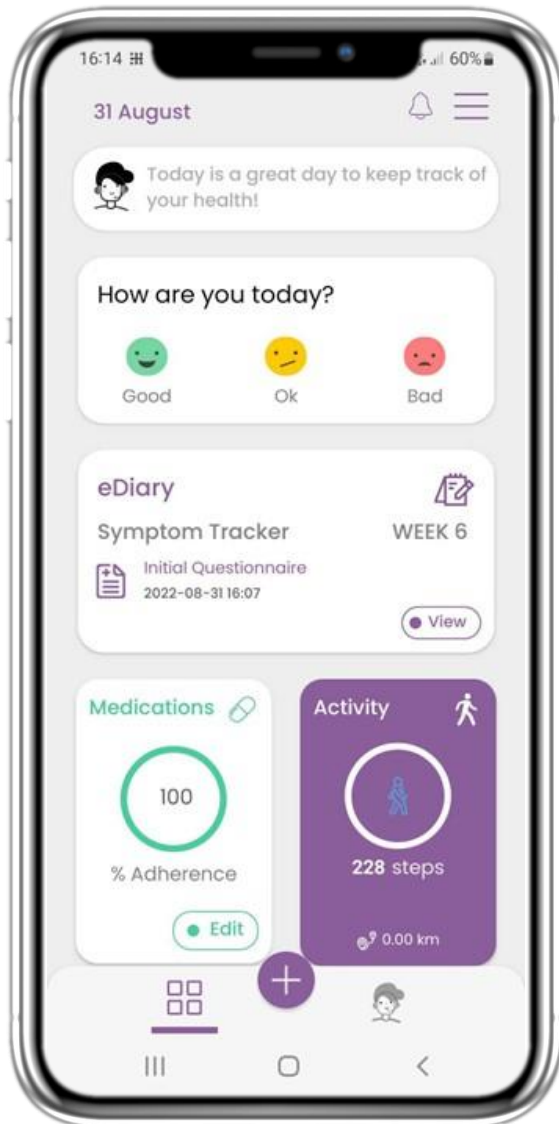 16:14 60%
31 August
Today is a great day to keep track of
your health!
How are you today?
Good Ok Bad
eDiary
Symptom Tracker WEEK 6
Initial Questionnaire
2022-08-31 16:07
View
Medications
100
% Adherence
Edit
Activity
228 steps
0.00 km